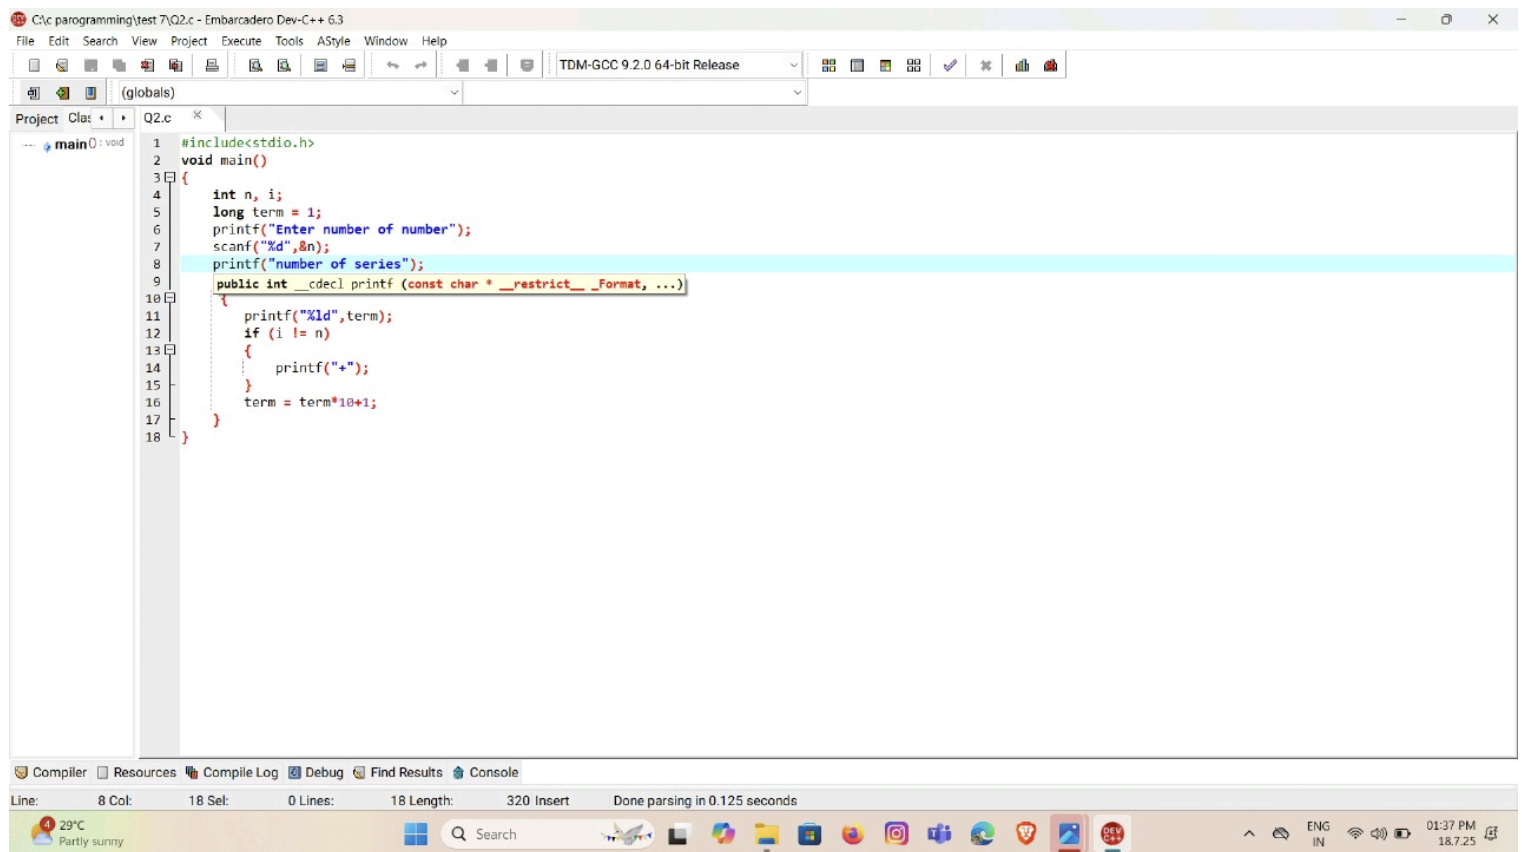 C:\c parogramming\test 7\Q2.c - Embarcadero Dev-C++ 6.3
File Edit Search View Project Execute Tools AStyle Window Help
TDM-GCC 9.2.0 64-bit Release
(globals)
Project Clas Q2.c
main() : void
1 #include<stdio.h>
2 void main()
3 {
4 int n, i;
5 long term = 1;
6 printf("Enter number of number");
7 scanf("%d",&n);
8 printf("number of series");
9 public int __cdecl printf (const char * __restrict__ _Format, ...)
10 {
11 printf("%ld",term);
12 if (i != n)
13 {
14 printf("+");
15 }
16 term = term*10+1;
17 }
18 }
Compiler Resources Compile Log Debug Find Results Console
Line: 8 Col: 18 Sel: 0 Lines: 18 Length: 320 Insert Done parsing in 0.125 seconds
4 29°C
Partly sunny
Search
DEV C++
ENG
IN
01:37 PM
18.7.25